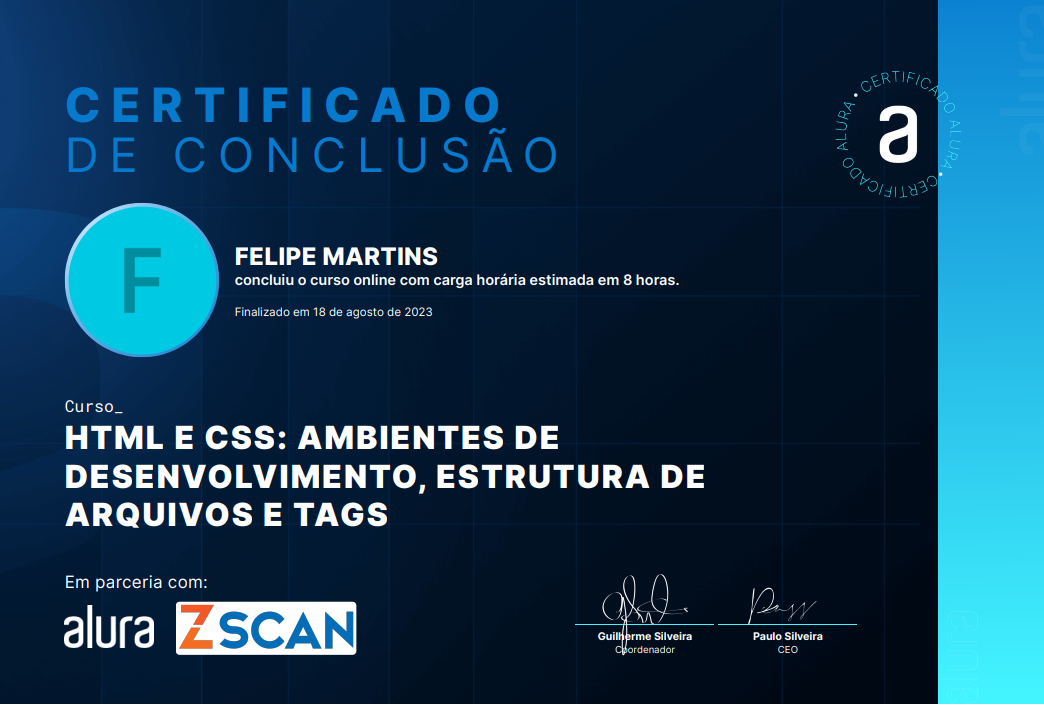 CERTIFICADO
DE CONCLUSÃO
CERTIFICADO ALURA • CERTIFICADO ALURA •
a
F
FELIPE MARTINS
concluiu o curso online com carga horária estimada em 8 horas.
Finalizado em 18 de agosto de 2023
Curso_
HTML E CSS: AMBIENTES DE
DESENVOLVIMENTO, ESTRUTURA DE
ARQUIVOS E TAGS
Em parceria com:
alura ZSCAN
Guilherme Silveira
Coordenador
Paulo Silveira
CEO
alura
alura